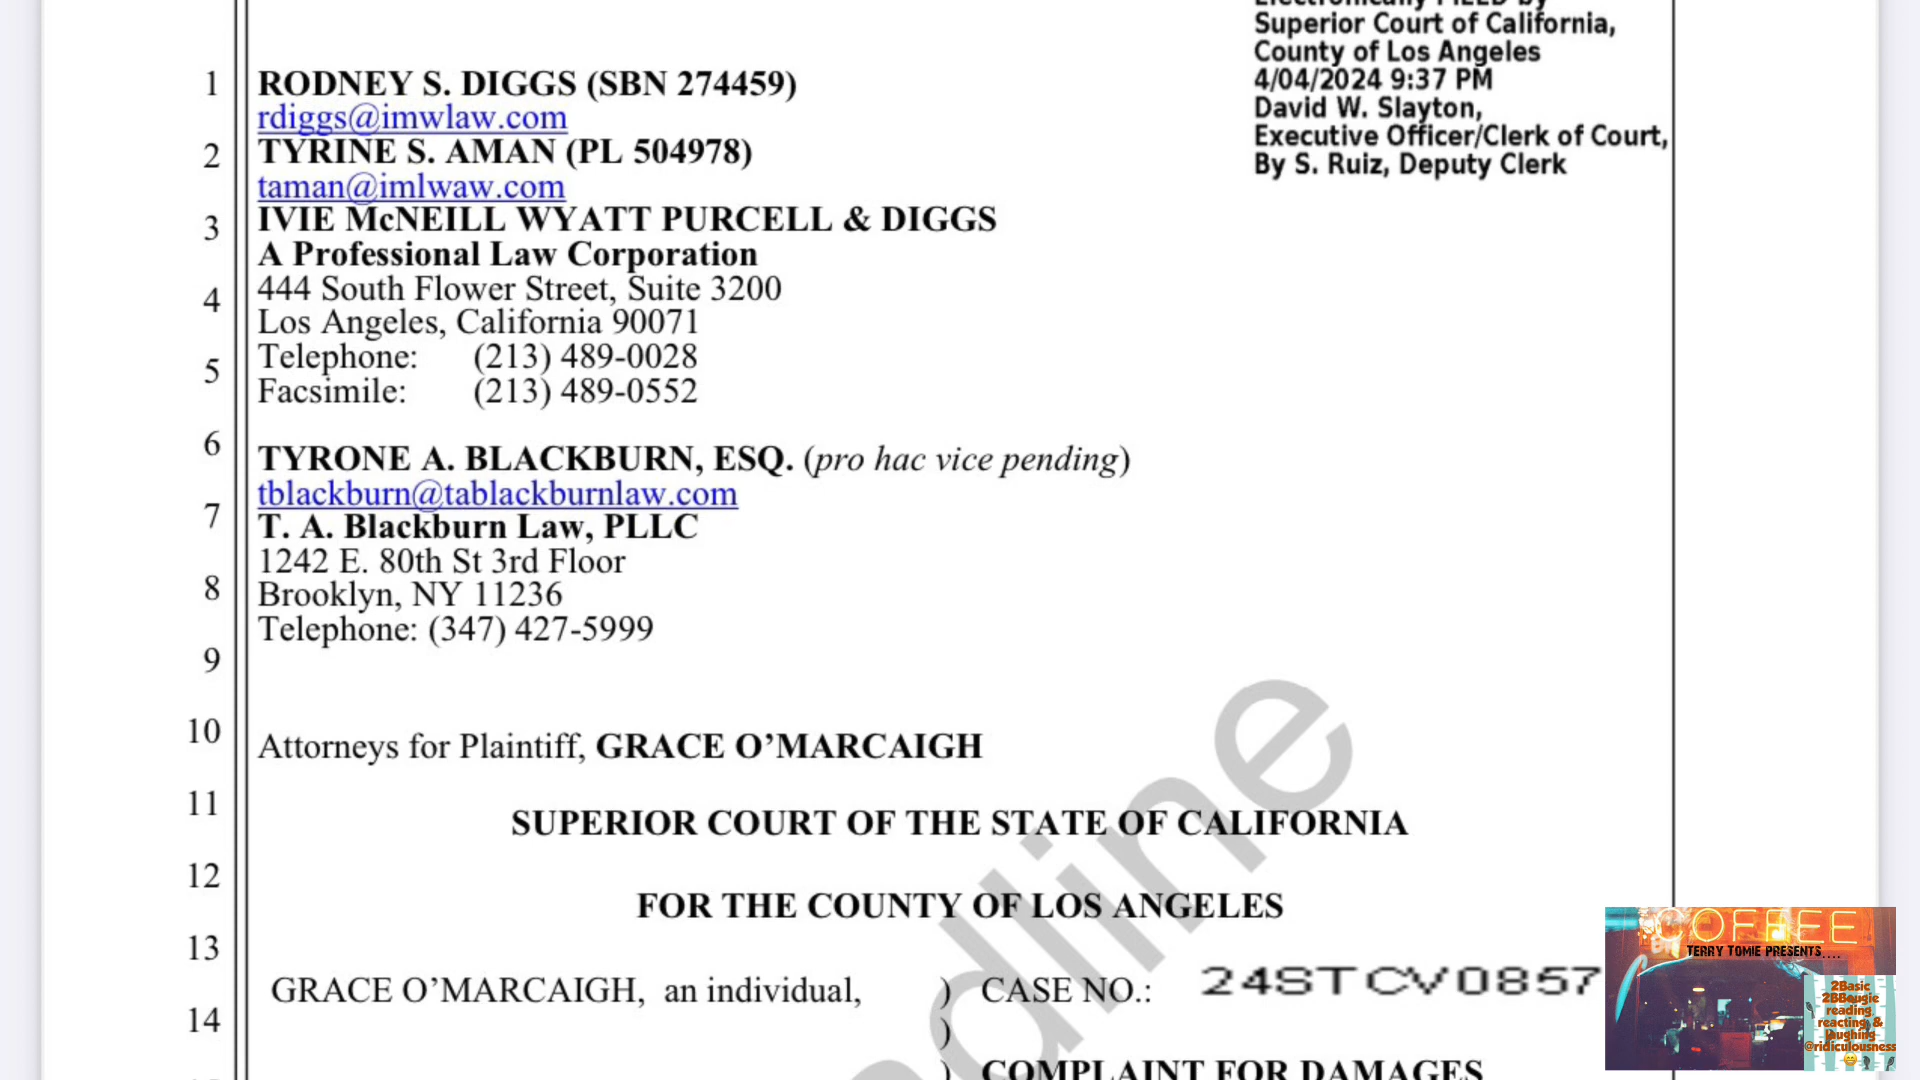 Electronically FILED by
Superior Court of California,
County of Los Angeles
4/04/2024 9:37 PM
David W. Slayton,
Executive Officer/Clerk of Court,
By S. Ruiz, Deputy Clerk
1 RODNEY S. DIGGS (SBN 274459)
rdiggs@imwlaw.com
2 TYRINE S. AMAN (PL 504978)
taman@imlwaw.com
3 IVIE McNEILL WYATT PURCELL & DIGGS
A Professional Law Corporation
4 444 South Flower Street, Suite 3200
Los Angeles, California 90071
Telephone: (213) 489-0028
5
Facsimile: (213) 489-0552
6 TYRONE A. BLACKBURN, ESQ. (pro hac vice pending)
tblackburn@tablackburnlaw.com
7 T. A. Blackburn Law, PLLC
1242 E. 80th St 3rd Floor
8 Brooklyn, NY 11236
Telephone: (347) 427-5999
9
10 Attorneys for Plaintiff, GRACE O’MARCAIGH
11 SUPERIOR COURT OF THE STATE OF CALIFORNIA
12 FOR THE COUNTY OF LOS ANGELES
13
GRACE O’MARCAIGH, an individual, ) CASE NO.: 24STCV0857
14 )
) COMPLAINT FOR DAMAGES
dline
COFFEE
TERRY TOMIE PRESENTS....
2Basic
2BBougie
reading,
reacting, &
laughing
@ridiculousness